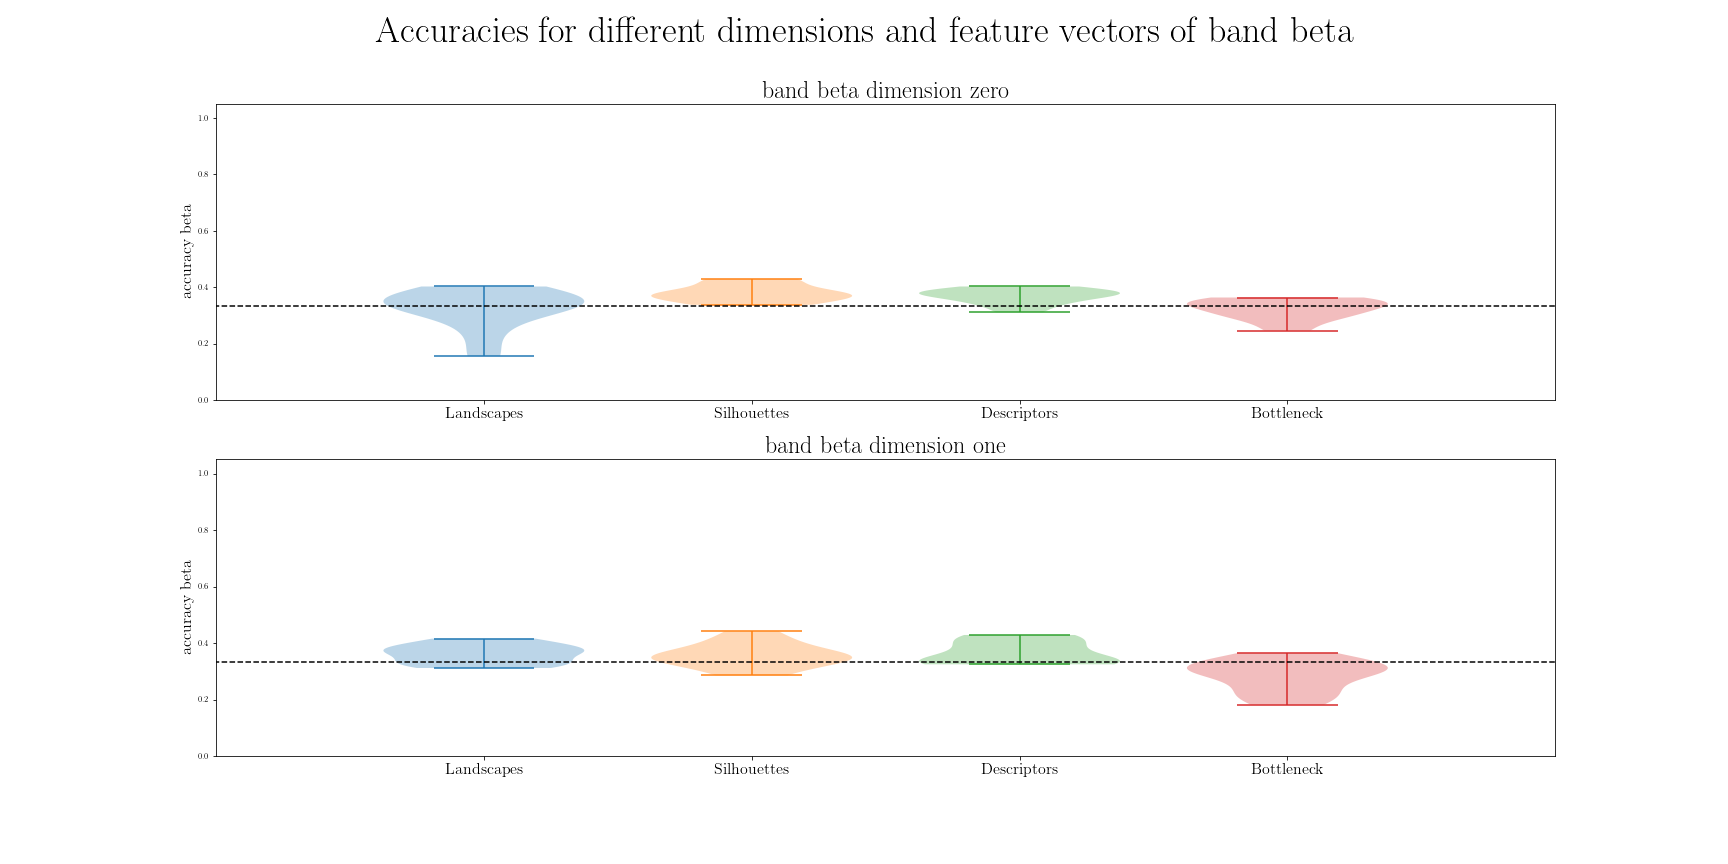 Accuracies for different dimensions and feature vectors of band beta
band beta dimension zero
accuracy beta
1.0
0.8
0.6
0.4
0.2
0.0
Landscapes Silhouettes Descriptors Bottleneck
band beta dimension one
accuracy beta
1.0
0.8
0.6
0.4
0.2
0.0
Landscapes Silhouettes Descriptors Bottleneck